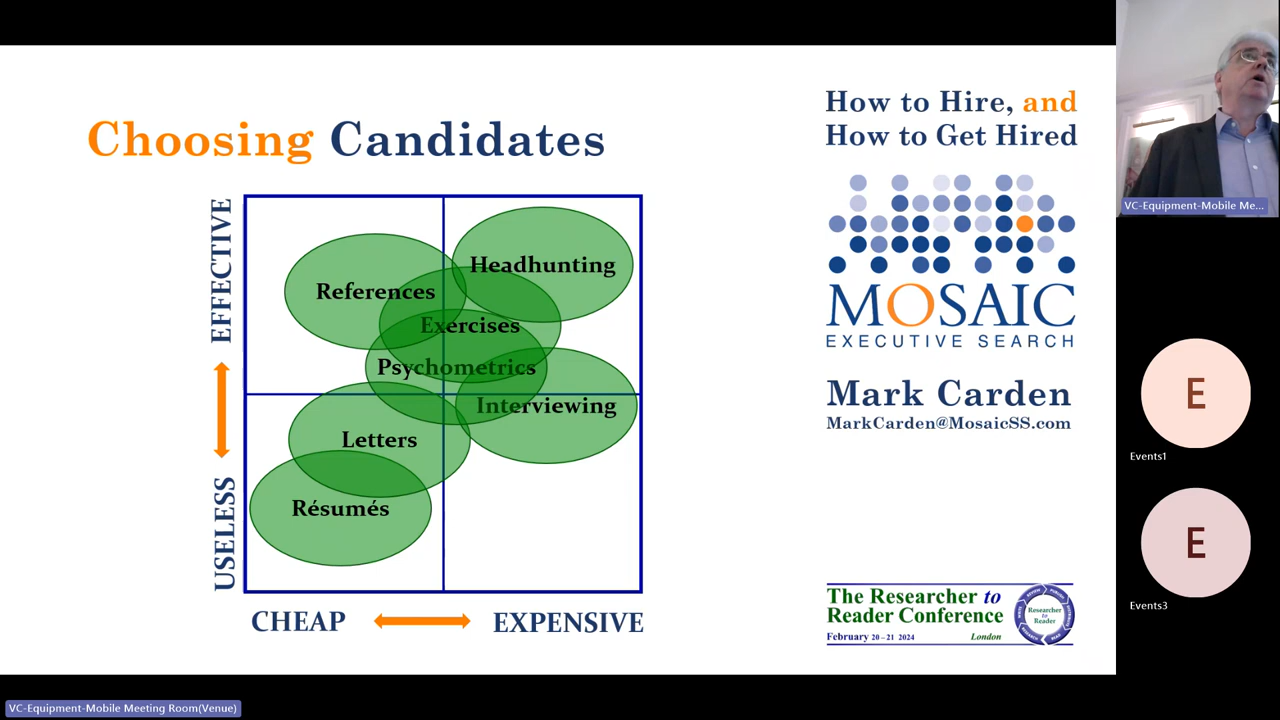 Choosing Candidates
EFFECTIVE
USELESS
References
Headhunting
Exercises
Psychometrics
Interviewing
Letters
Résumés
CHEAP
EXPENSIVE
How to Hire, and
How to Get Hired
MOSAIC
EXECUTIVE SEARCH
Mark Carden
MarkCarden@MosaicSS.com
The Researcher to
Reader Conference
February 20 – 21 2024
London
Researcher
to
Reader
VC-Equipment-Mobile Me...
E
Events1
E
Events3
VC-Equipment-Mobile Meeting Room(Venue)